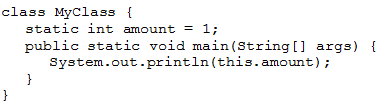 class MyClass {
   static int amount = 1;
   public static void main(String[] args) {
      System.out.println(this.amount);
   }
}